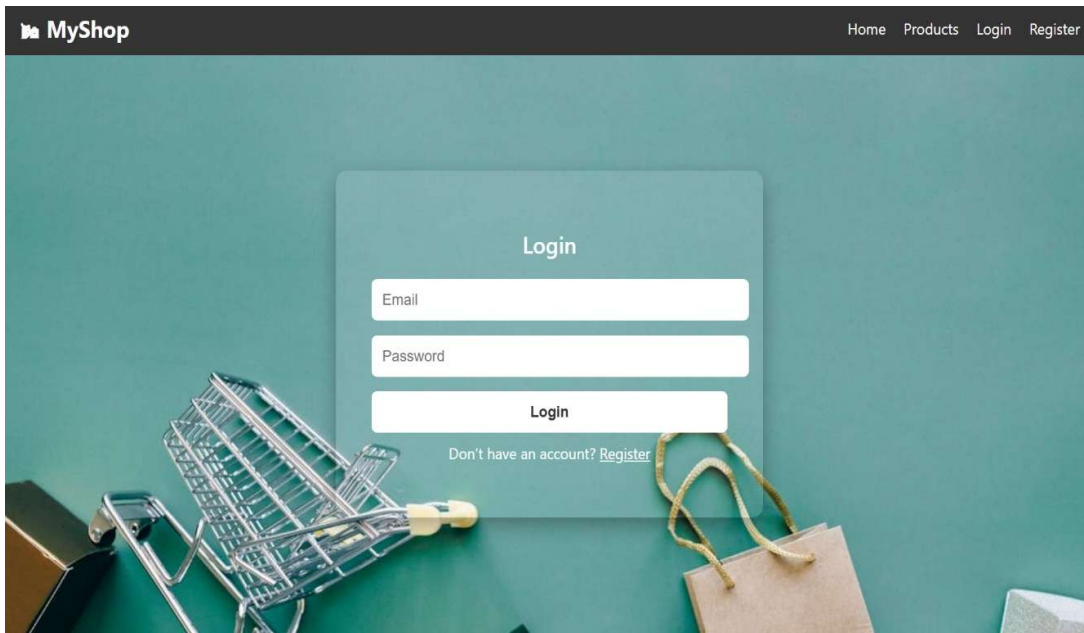 MyShop
Home Products Login Register
Login
Email
Password
Login
Don't have an account? Register